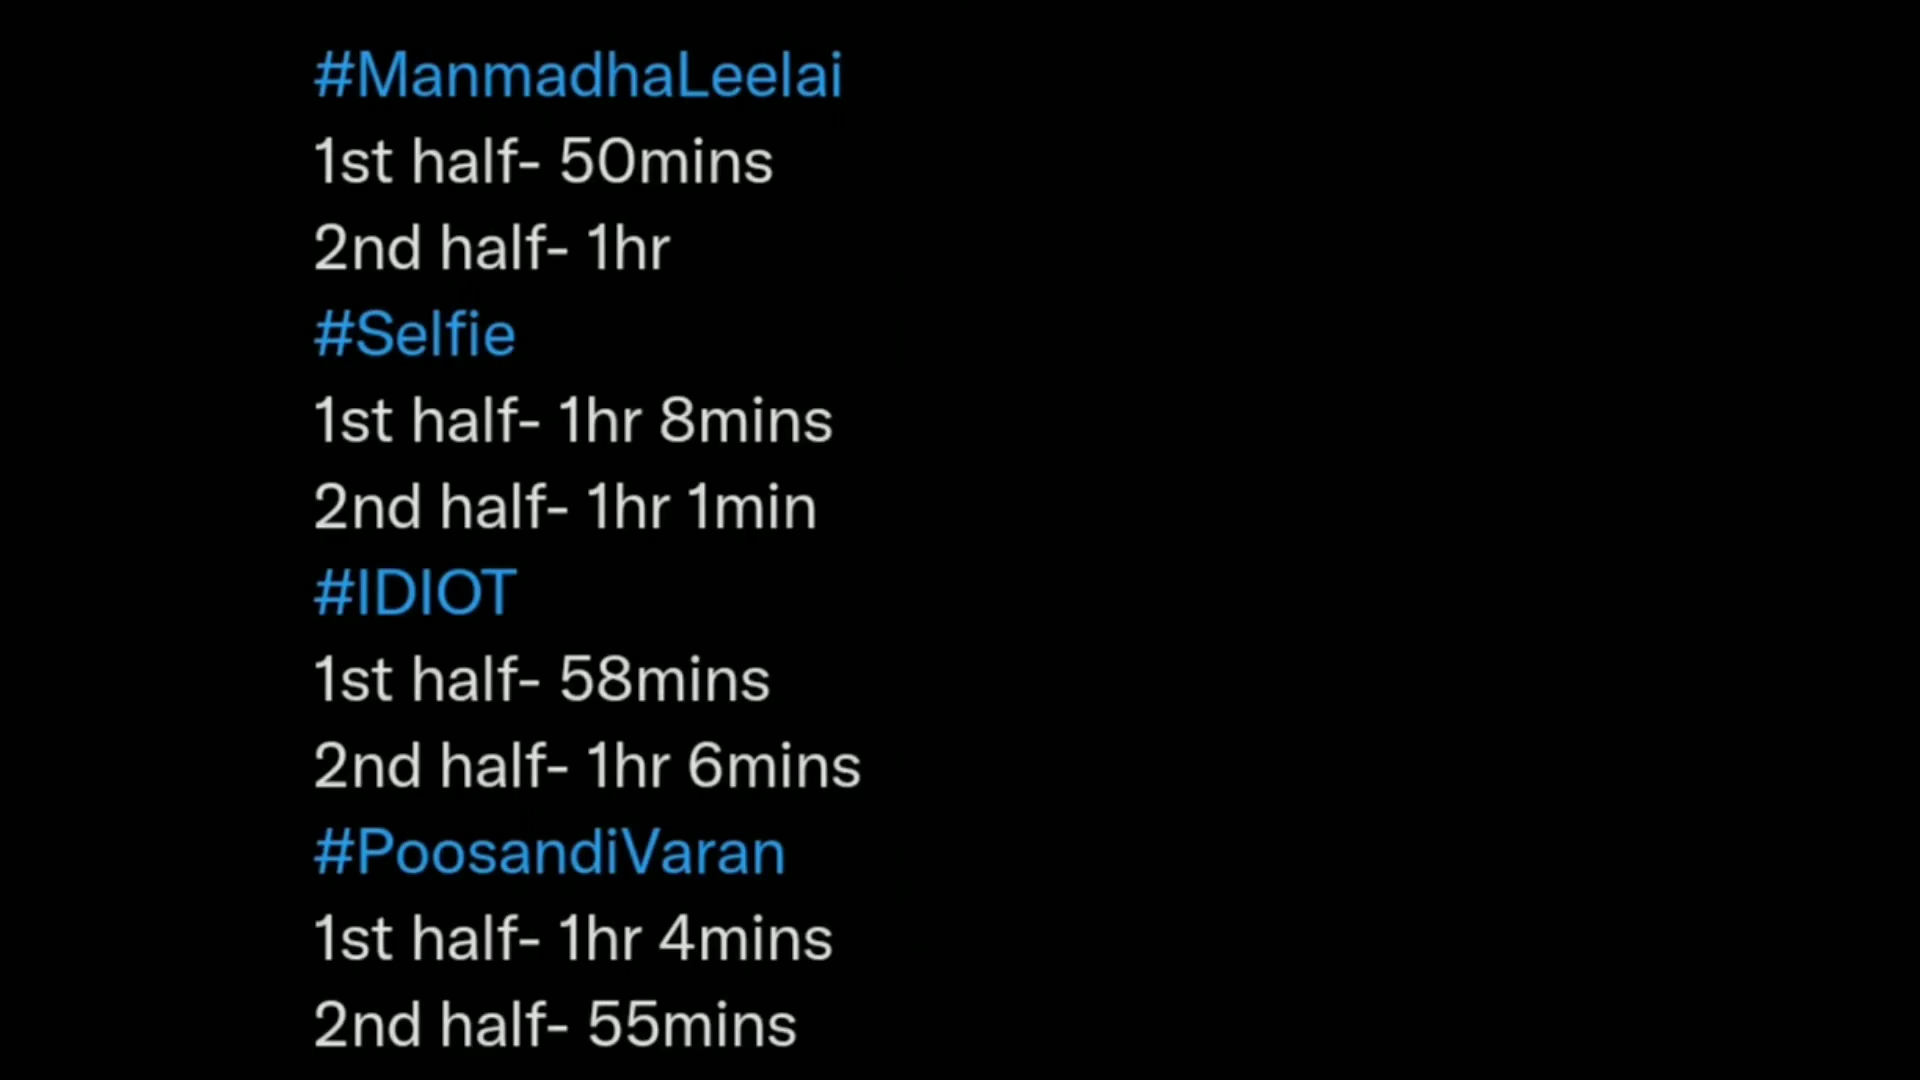 #ManmadhaLeelai
1st half- 50mins
2nd half- 1hr
#Selfie
1st half- 1hr 8mins
2nd half- 1hr 1min
#IDIOT
1st half- 58mins
2nd half- 1hr 6mins
#PoosandiVaran
1st half- 1hr 4mins
2nd half- 55mins